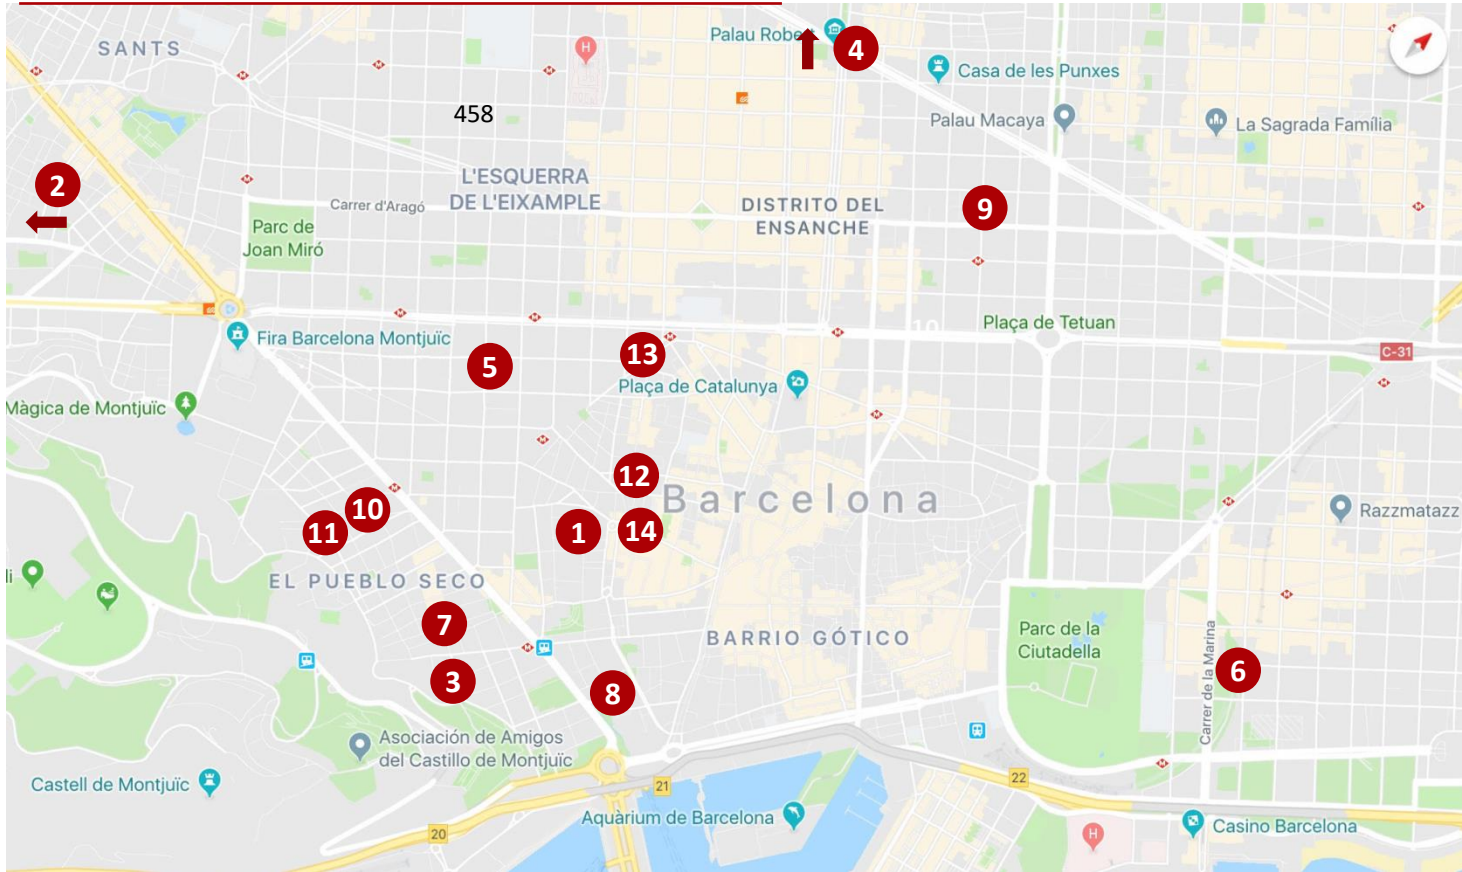 SANTS
Palau Robe
4
Casa de les Punxes
458
Palau Macaya
La Sagrada Família
2
L'ESQUERRA
DE L'EIXAMPLE
Carrer d'Aragó
DISTRITO DEL
ENSANCHE
9
Parc de
Joan Miró
Fira Barcelona Montjuïc
10
Plaça de Tetuan
C-31
5
13
Plaça de Catalunya
Màgica de Montjuïc
12
Barcelona
10
11
1
14
Razzmatazz
EL PUEBLO SECO
7
BARRIO GÓTICO
Parc de la
Ciutadella
Carrer de la Marina
6
3
8
Asociación de Amigos
del Castillo de Montjuïc
Castell de Montjuïc
21
22
Aquàrium de Barcelona
20
H
H
Casino Barcelona